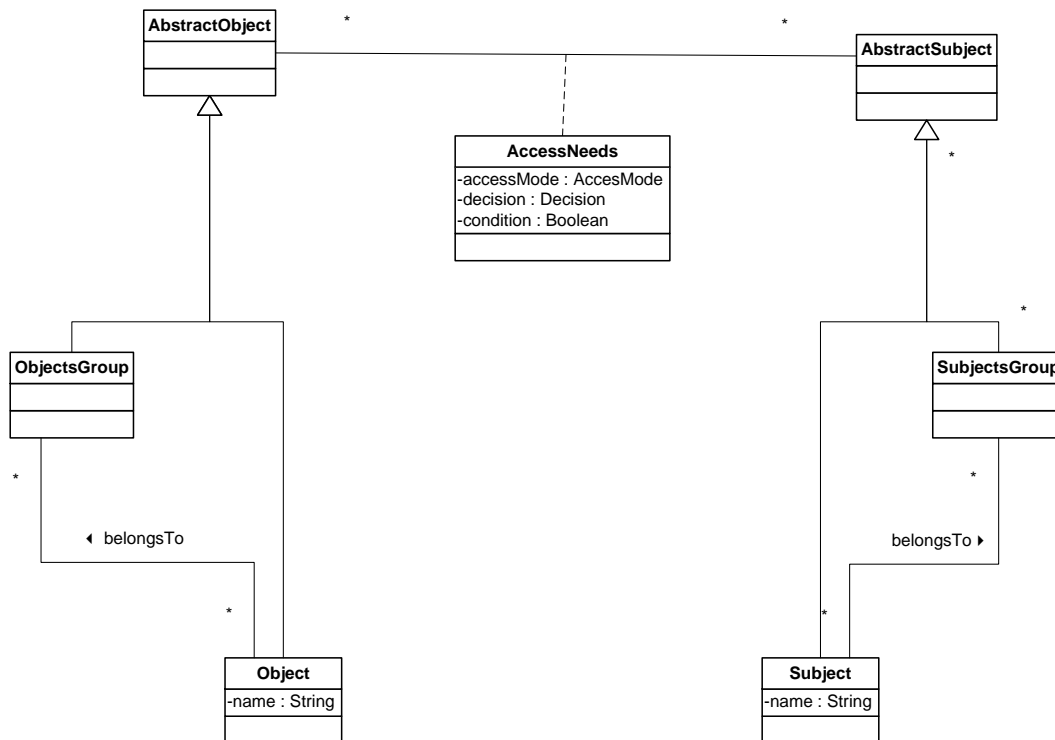 AbstractObject
*
*
AbstractSubject
AccessNeeds
-accessMode : AccesMode
-decision : Decision
-condition : Boolean
*
*
ObjectsGroup
SubjectsGroup
*
*
belongsTo
belongsTo
*
*
Object
-name : String
Subject
-name : String